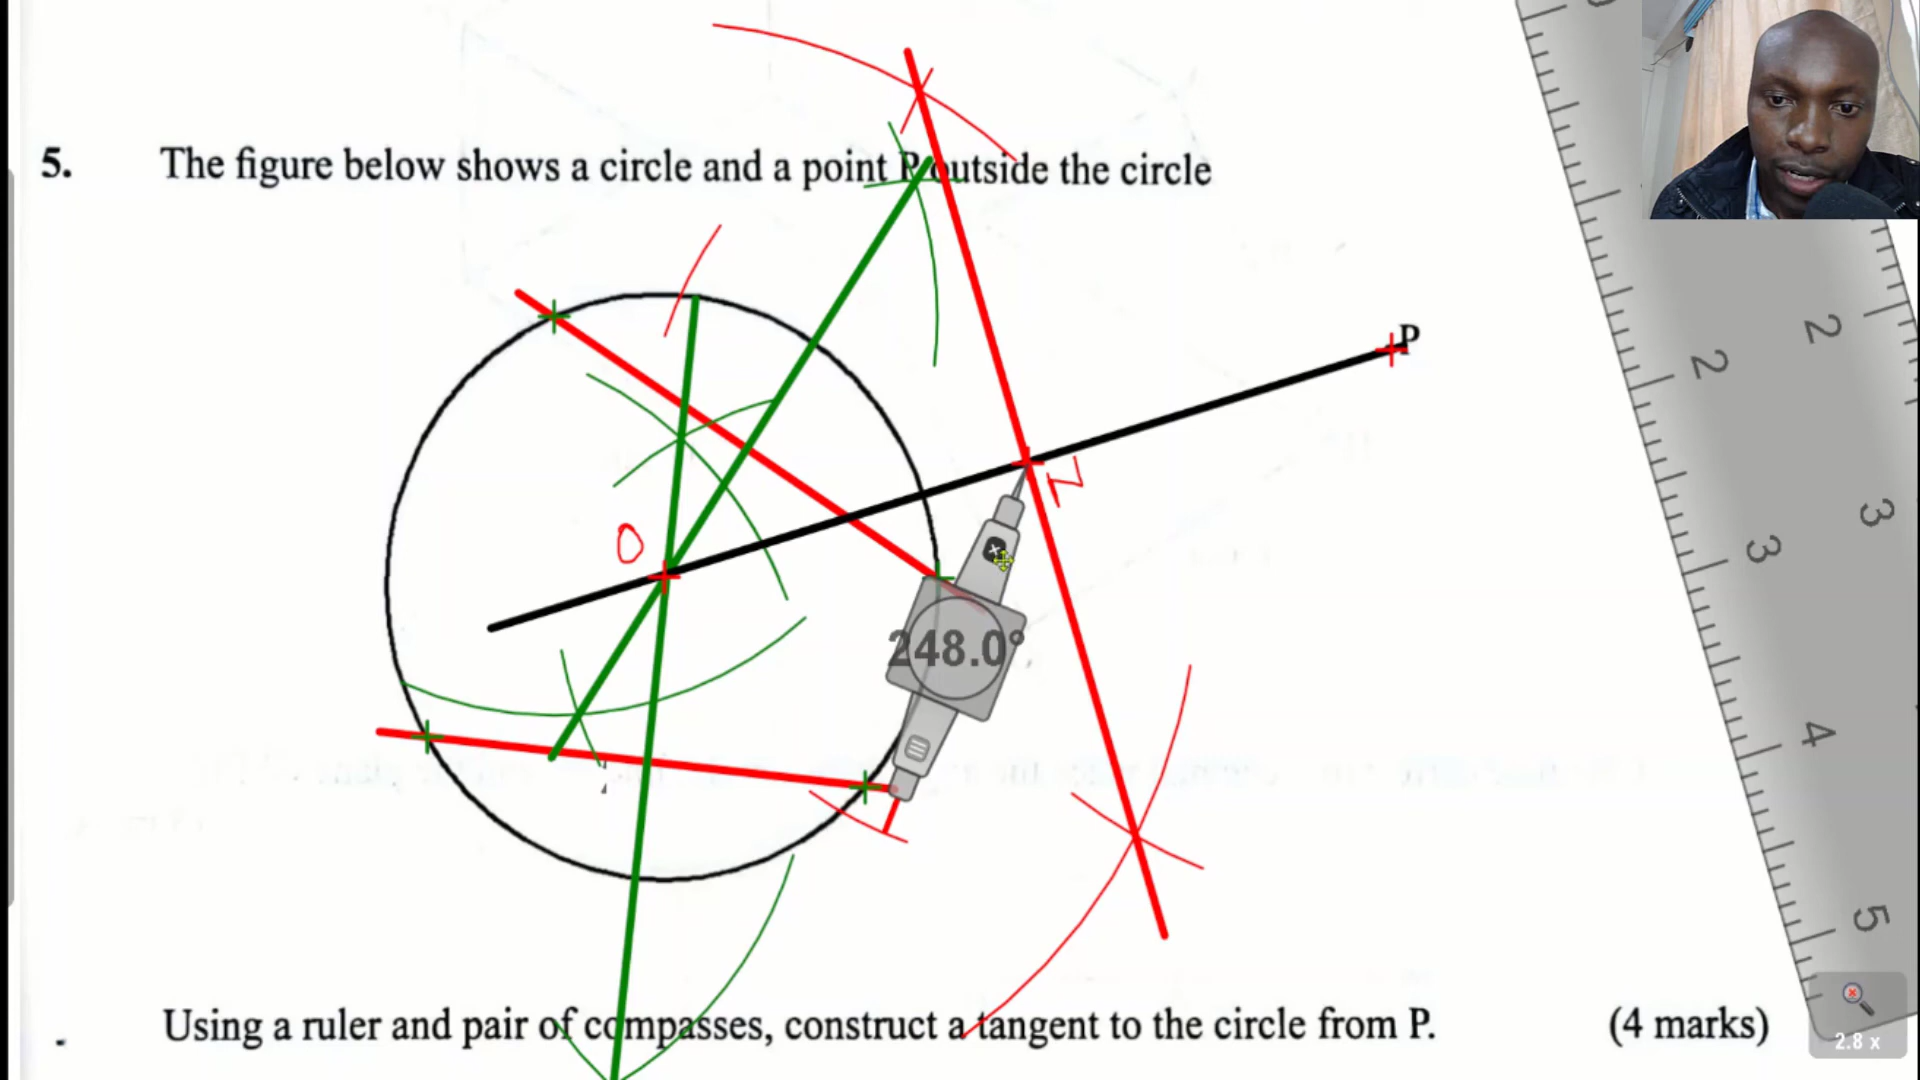 5. The figure below shows a circle and a point P outside the circle
P
O
N
248.0°
2 2
3 3
4
5
Using a ruler and pair of compasses, construct a tangent to the circle from P. (4 marks)
2.8 x